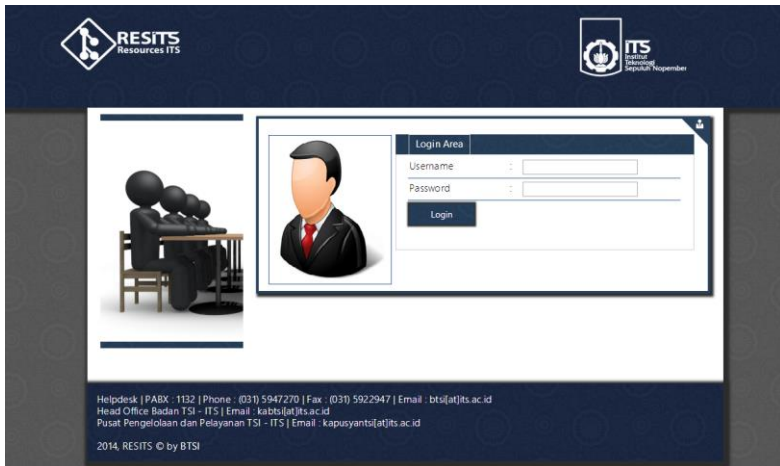 RESiTS
Resources ITS
ITS
Institut
Teknologi
Sepuluh Nopember
Login Area
Username :
Password :
Login
Helpdesk | PABX : 1132 | Phone : (031) 5947270 | Fax : (031) 5922947 | Email : btsi[at]its.ac.id
Head Office Badan TSI - ITS | Email : kabtsi[at]its.ac.id
Pusat Pengelolaan dan Pelayanan TSI - ITS | Email : kapusyantsi[at]its.ac.id
2014, RESITS © by BTSI